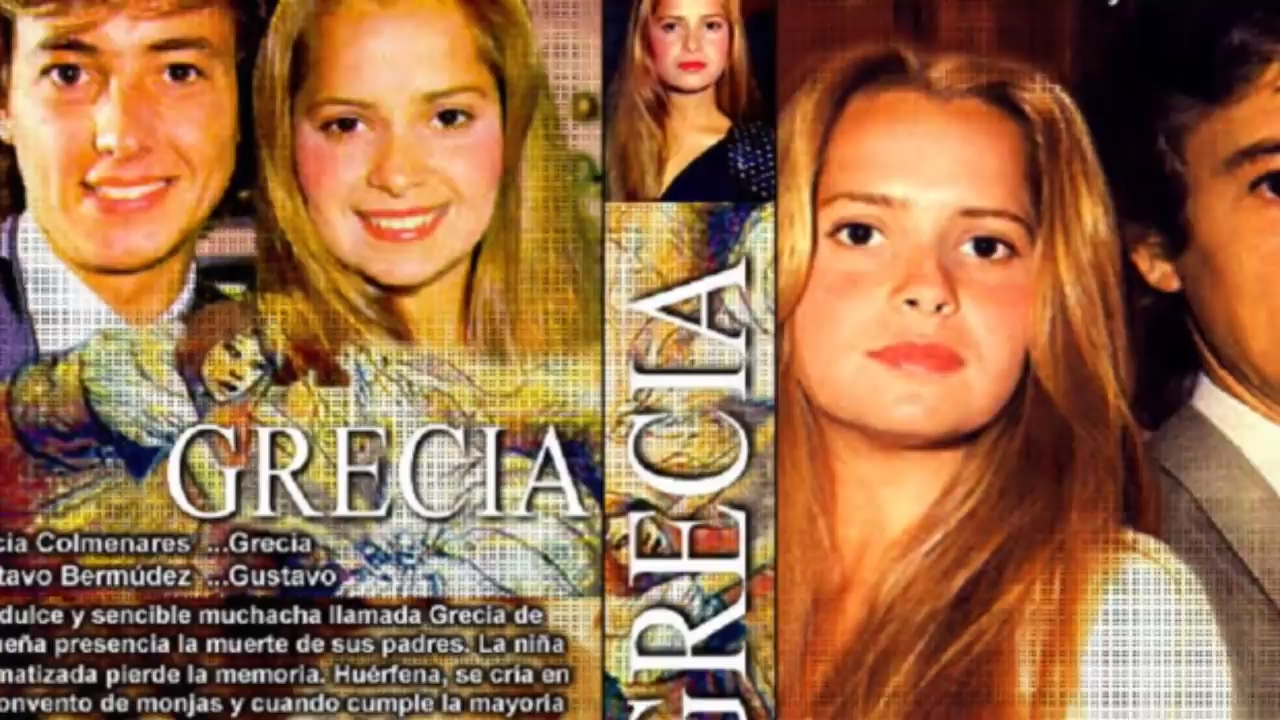 GRECIA
cia Colmenares ...Grecia
tavo Bermúdez ...Gustavo
dulce y sencible muchacha llamada Grecia de
ueña presencia la muerte de sus padres. La niña
matizada pierde la memoria. Huérfena, se cría en
onvento de monjas y cuando cumple la mayoría
GRECIA